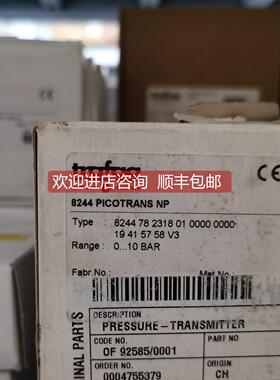 trafag
欢迎进店咨询 顺丰包邮
8244 PICOTRANS NP
Type : 8244 78 2318 01 0000 0000
19 41 57 58 V3
Range : 0...10 BAR
Fabr.No.:
Mat.No.
CE
INAL PARTS
DESCRIPTION
PRESSURE-TRANSMITTER
CODE NO.
PART NO
OF 92585/0001
ORDER NO.
ORIGIN
0004755379
CH